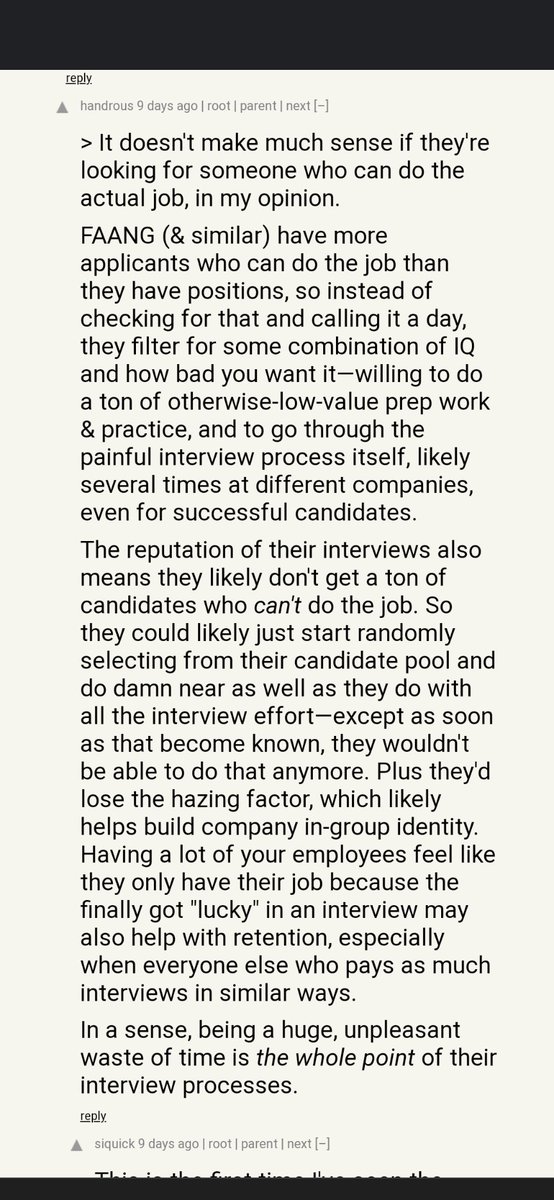 reply
▲ handrous 9 days ago | root | parent | next [–]
> It doesn't make much sense if they're
looking for someone who can do the
actual job, in my opinion.
FAANG (& similar) have more
applicants who can do the job than
they have positions, so instead of
checking for that and calling it a day,
they filter for some combination of IQ
and how bad you want it—willing to do
a ton of otherwise-low-value prep work
& practice, and to go through the
painful interview process itself, likely
several times at different companies,
even for successful candidates.
The reputation of their interviews also
means they likely don't get a ton of
candidates who can't do the job. So
they could likely just start randomly
selecting from their candidate pool and
do damn near as well as they do with
all the interview effort—except as soon
as that become known, they wouldn't
be able to do that anymore. Plus they'd
lose the hazing factor, which likely
helps build company in-group identity.
Having a lot of your employees feel like
they only have their job because the
finally got "lucky" in an interview may
also help with retention, especially
when everyone else who pays as much
interviews in similar ways.
In a sense, being a huge, unpleasant
waste of time is the whole point of their
interview processes.
reply
▲ siquick 9 days ago | root | parent | next [–]
This is the first time I've seen the